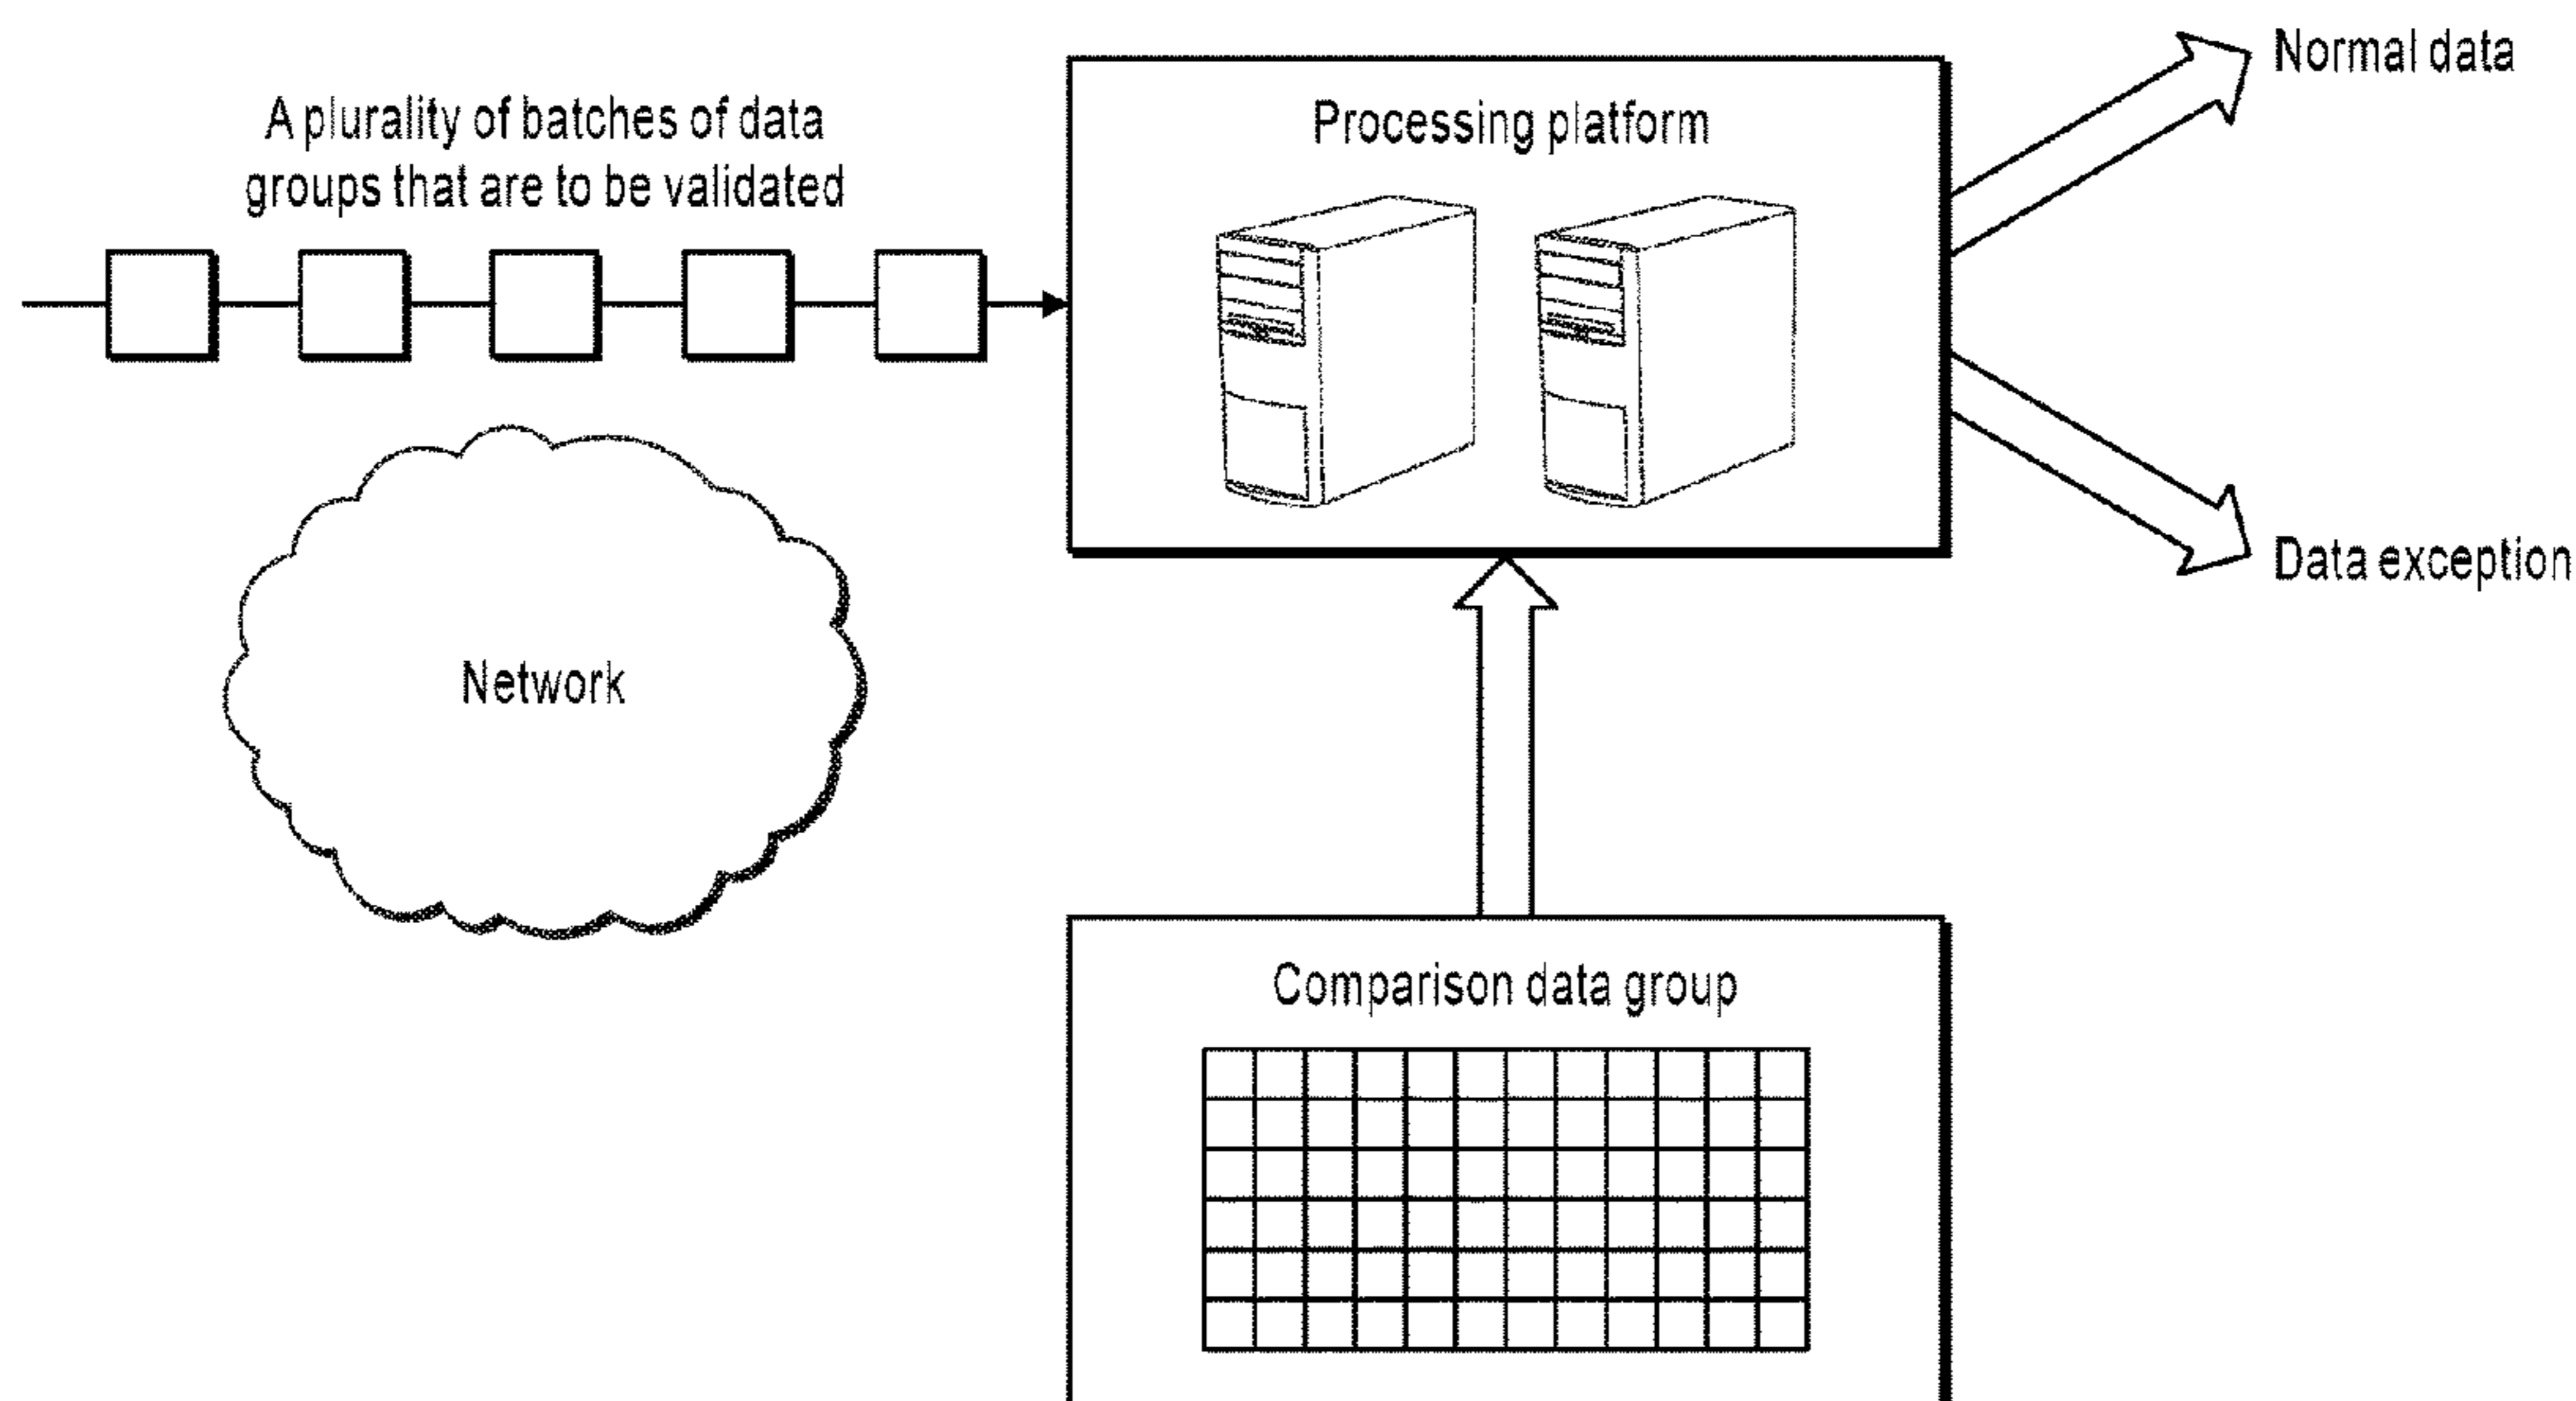 A plurality of batches of data
groups that are to be validated
Processing platform
Normal data
Data exception
Network
Comparison data group